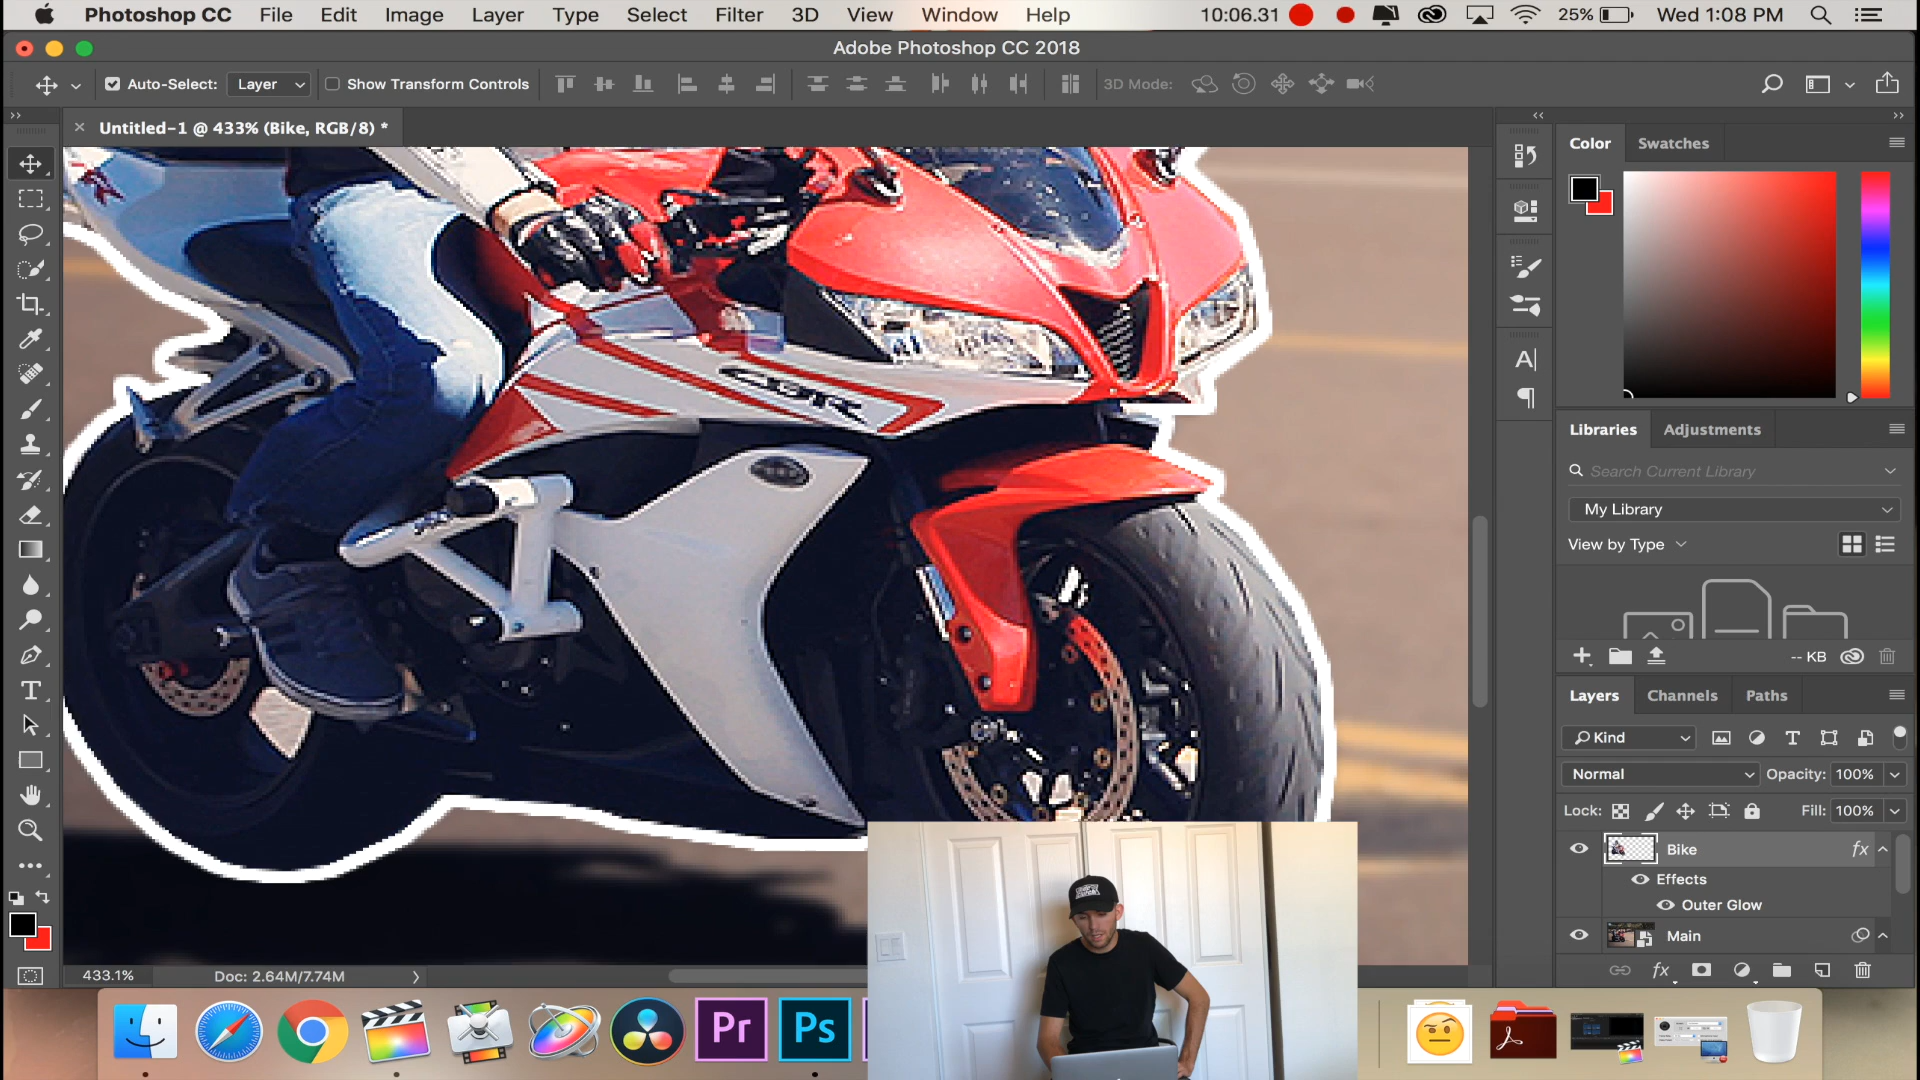 Photoshop CC File Edit Image Layer Type Select Filter 3D View Window Help 10:06.31 25% Wed 1:08 PM
Adobe Photoshop CC 2018
Auto-Select: Layer Show Transform Controls 3D Mode:
Untitled-1 @ 433% (Bike, RGB/8) *
Color Swatches
CBR
A|
Libraries Adjustments
Search Current Library
My Library
View by Type
-- KB
Layers Channels Paths
Kind
Normal Opacity: 100%
Lock: Fill: 100%
Bike fx
Effects
Outer Glow
Main
433.1% Doc: 2.64M/7.74M
fx
Pr Ps